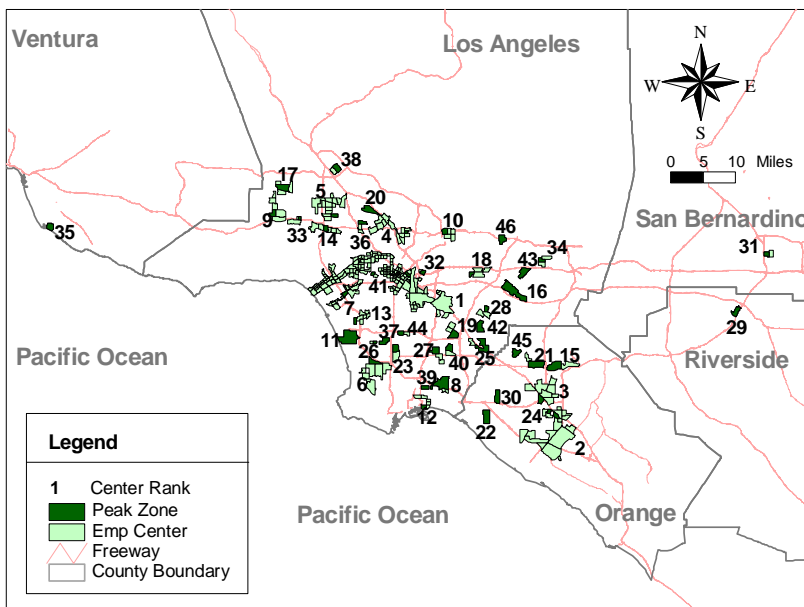 Ventura
Los Angeles
N
W E
S
0 5 10 Miles
San Bernardino
38
17
5
20
10
46
9
33
14
36
4
35
34
31
32
18
43
41
1
16
7
13
28
29
11
37
44
19
42
Riverside
Pacific Ocean
26
27
25
45
21
15
23
40
6
39
8
30
3
12
24
22
2
Pacific Ocean
Orange
Legend
1 Center Rank
Peak Zone
Emp Center
Freeway
County Boundary